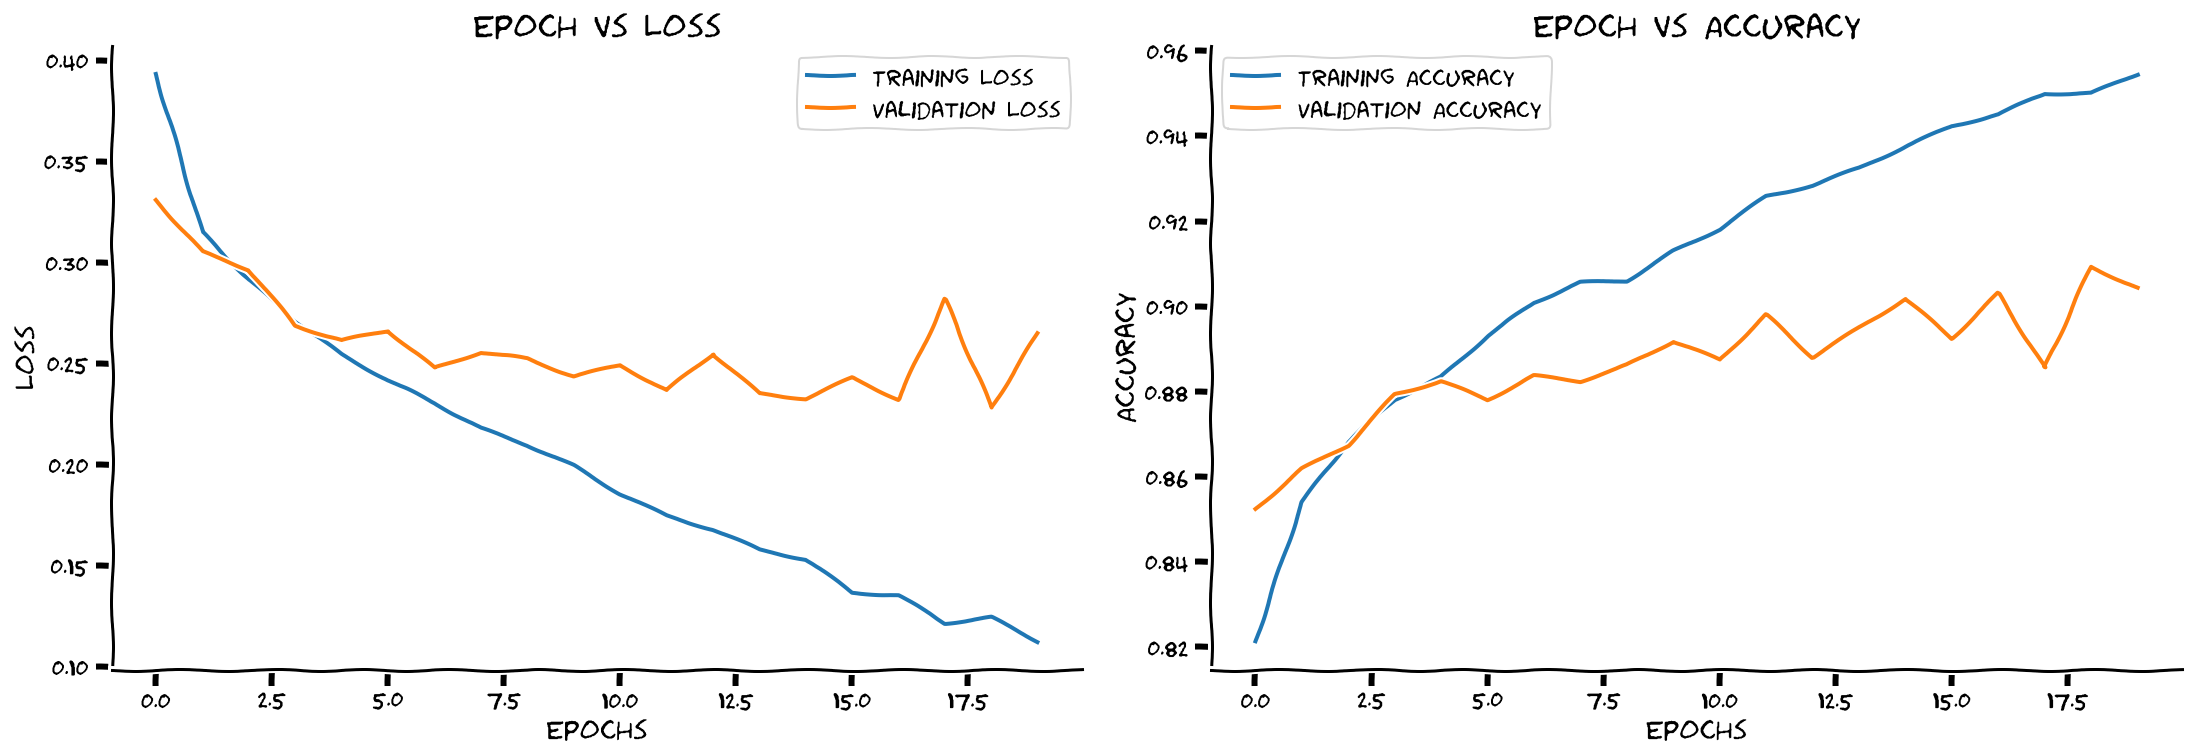 EPOCH VS LOSS
TRAINING LOSS
VALIDATION LOSS
0.40
0.35
0.30
0.25
0.20
0.15
0.10
LOSS
0.0 2.5 5.0 7.5 10.0 12.5 15.0 17.5
EPOCHS
EPOCH VS ACCURACY
TRAINING ACCURACY
VALIDATION ACCURACY
0.96
0.94
0.92
0.90
0.88
0.86
0.84
0.82
ACCURACY
0.0 2.5 5.0 7.5 10.0 12.5 15.0 17.5
EPOCHS